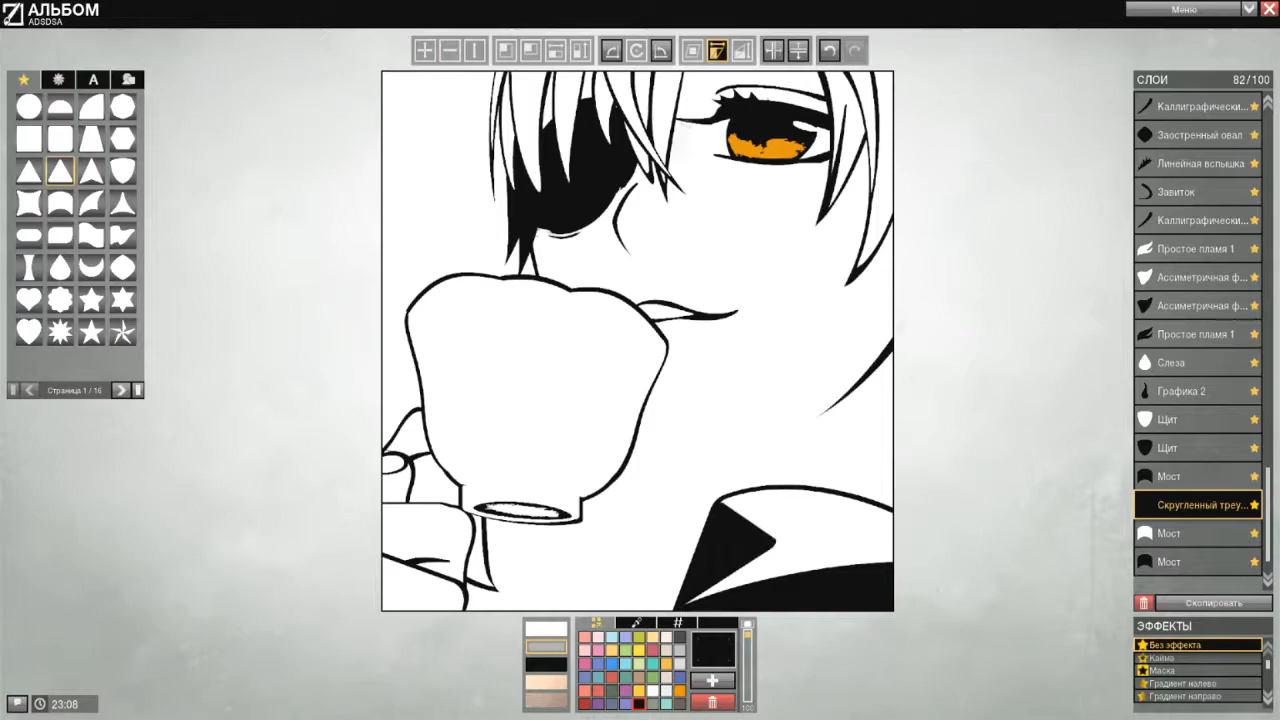 АЛЬБОМ
ADSDSA
Меню
A
СЛОИ 82/100
Каллиграфически...
Заостренный овал
Линейная вспышка
Завиток
Каллиграфически...
Простое пламя 1
Ассиметричная ф...
Ассиметричная ф...
Простое пламя 1
Слеза
Графика 2
Щит
Щит
Мост
Скругленный треу...
Мост
Мост
Скопировать
ЭФФЕКТЫ
Без эффекта
Кайма
Маска
Градиент налево
Градиент направо
Страница 1 / 16
#
100
23:08